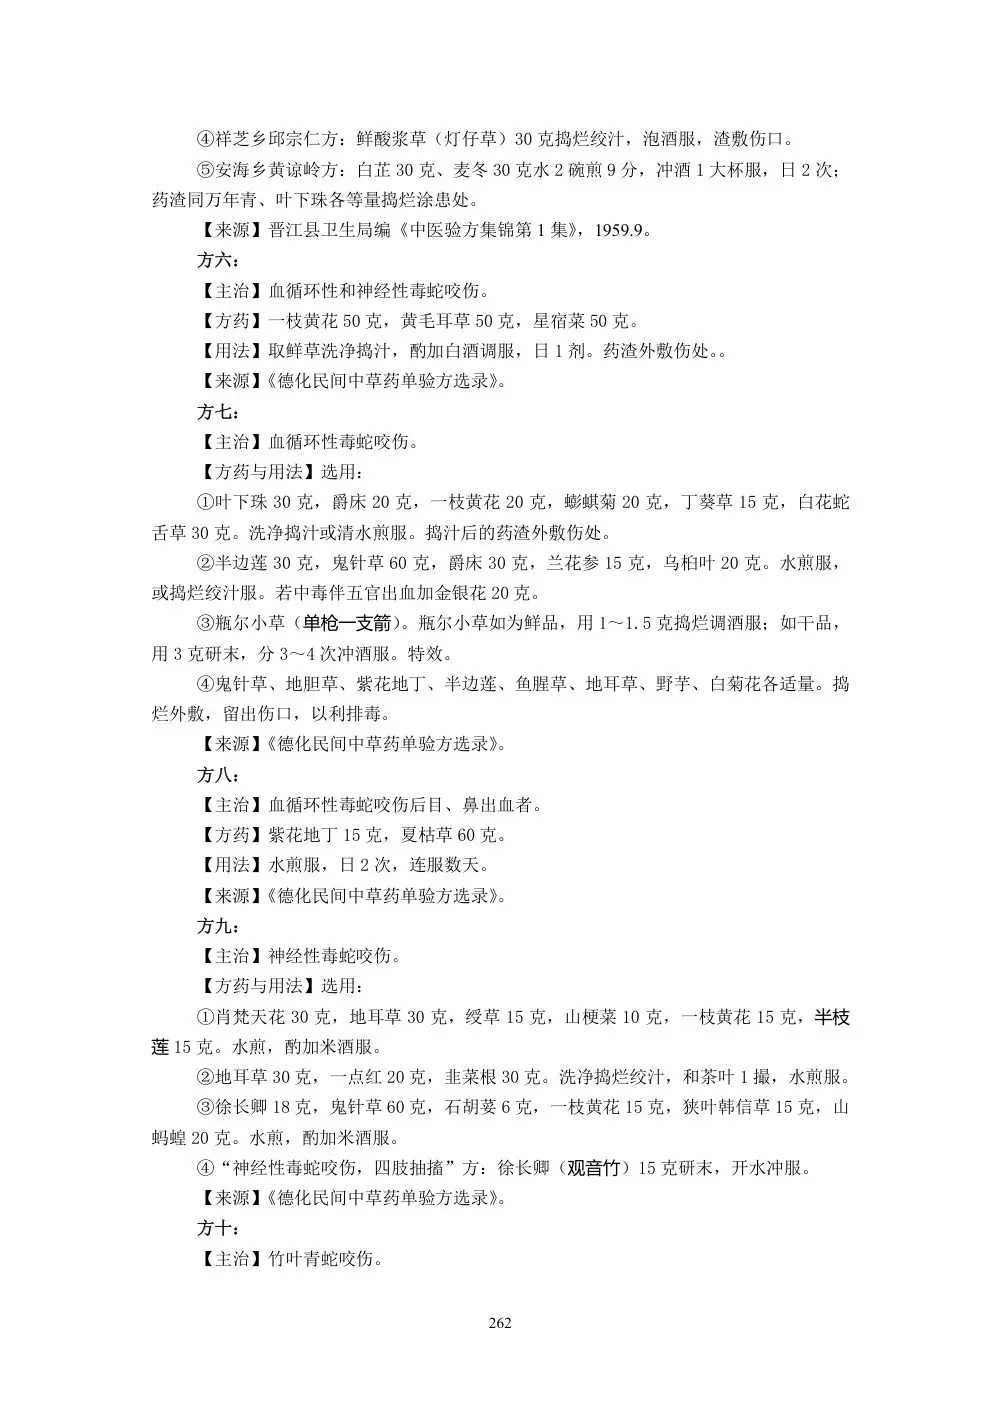 ④祥芝乡邱宗仁方：鲜酸浆草（灯仔草）30 克捣烂绞汁，泡酒服，渣敷伤口。
⑤安海乡黄谅岭方：白芷 30 克、麦冬 30 克水 2 碗煎 9 分，冲酒 1 大杯服，日 2 次；
药渣同万年青、叶下珠各等量捣烂涂患处。
【来源】晋江县卫生局编《中医验方集锦第 1 集》，1959.9。
方六：
【主治】血循环性和神经性毒蛇咬伤。
【方药】一枝黄花 50 克，黄毛耳草 50 克，星宿菜 50 克。
【用法】取鲜草洗净捣汁，酌加白酒调服，日 1 剂。药渣外敷伤处。。
【来源】《德化民间中草药单验方选录》。
方七：
【主治】血循环性毒蛇咬伤。
【方药与用法】选用：
①叶下珠 30 克，爵床 20 克，一枝黄花 20 克，蟛蜞菊 20 克，丁葵草 15 克，白花蛇
舌草 30 克。洗净捣汁或清水煎服。捣汁后的药渣外敷伤处。
②半边莲 30 克，鬼针草 60 克，爵床 30 克，兰花参 15 克，乌桕叶 20 克。水煎服，
或捣烂绞汁服。若中毒伴五官出血加金银花 20 克。
③瓶尔小草（单枪一支箭）。瓶尔小草如为鲜品，用 1～1.5 克捣烂调酒服；如干品，
用 3 克研末，分 3～4 次冲酒服。特效。
④鬼针草、地胆草、紫花地丁、半边莲、鱼腥草、地耳草、野芋、白菊花各适量。捣
烂外敷，留出伤口，以利排毒。
【来源】《德化民间中草药单验方选录》。
方八：
【主治】血循环性毒蛇咬伤后目、鼻出血者。
【方药】紫花地丁 15 克，夏枯草 60 克。
【用法】水煎服，日 2 次，连服数天。
【来源】《德化民间中草药单验方选录》。
方九：
【主治】神经性毒蛇咬伤。
【方药与用法】选用：
①肖梵天花 30 克，地耳草 30 克，绶草 15 克，山梗菜 10 克，一枝黄花 15 克，半枝
莲 15 克。水煎，酌加米酒服。
②地耳草 30 克，一点红 20 克，韭菜根 30 克。洗净捣烂绞汁，和茶叶 1 撮，水煎服。
③徐长卿 18 克，鬼针草 60 克，石胡荽 6 克，一枝黄花 15 克，狭叶韩信草 15 克，山
蚂蝗 20 克。水煎，酌加米酒服。
④“神经性毒蛇咬伤，四肢抽搐”方：徐长卿（观音竹）15 克研末，开水冲服。
【来源】《德化民间中草药单验方选录》。
方十：
【主治】竹叶青蛇咬伤。
262